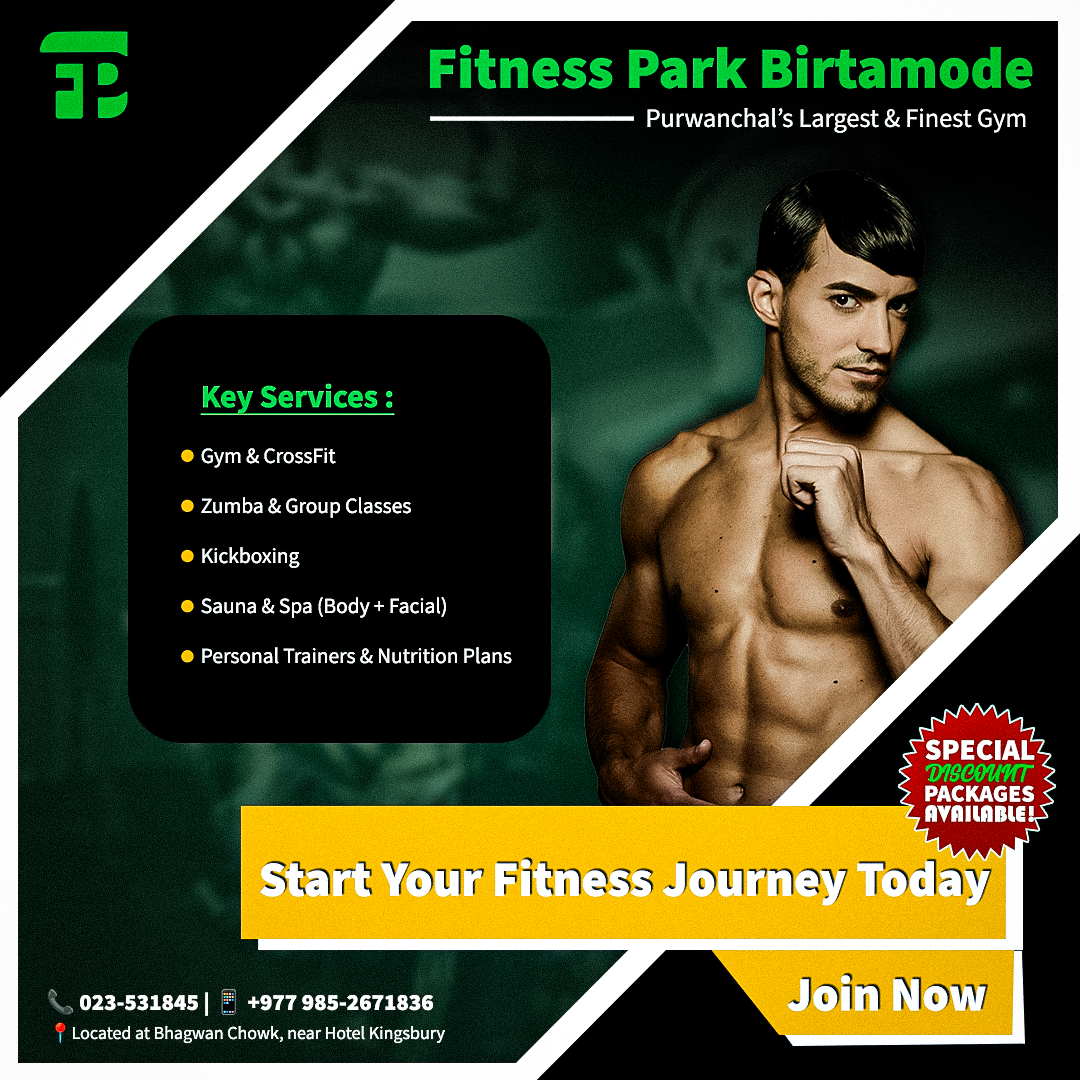 FP
Fitness Park Birtamode
Purwanchal's Largest & Finest Gym
Key Services :
Gym & CrossFit
Zumba & Group Classes
Kickboxing
Sauna & Spa (Body + Facial)
Personal Trainers & Nutrition Plans
SPECIAL
DISCOUNT
PACKAGES
AVAILABLE!
Start Your Fitness Journey Today
Join Now
023-531845 | +977 985-2671836
Located at Bhagwan Chowk, near Hotel Kingsbury